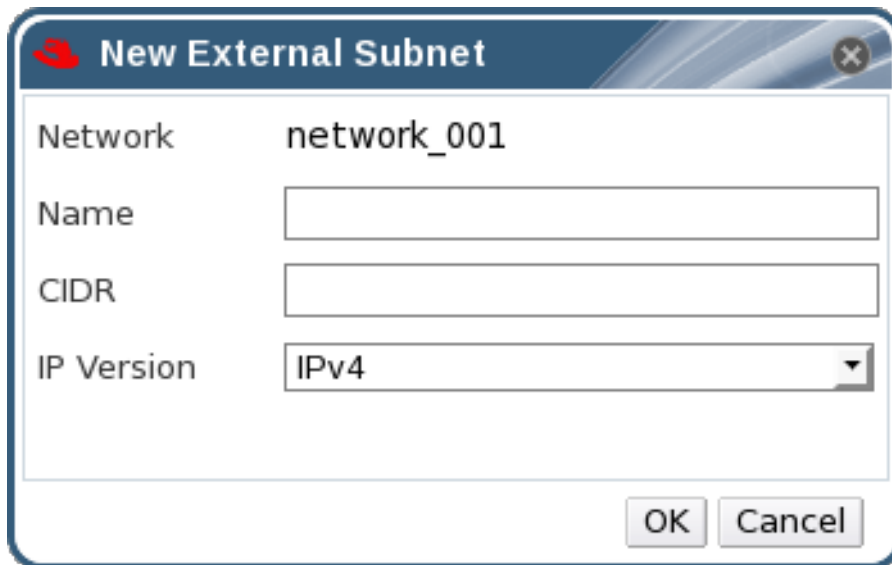 New External Subnet
Network network_001
Name
CIDR
IP Version IPv4
OK Cancel